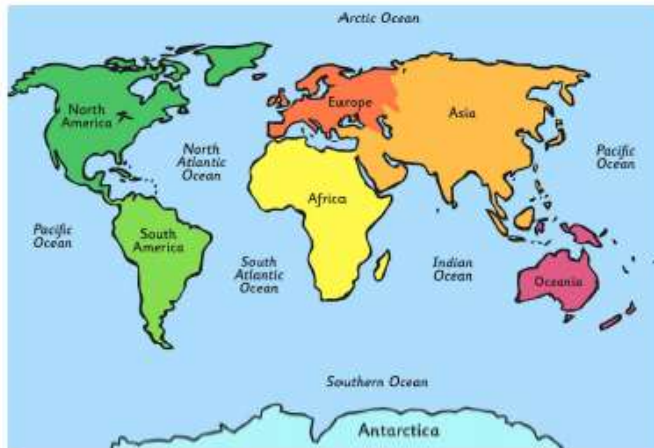 Arctic Ocean
North
America
Europe
Asia
North
Atlantic
Ocean
Pacific
Ocean
Africa
Pacific
Ocean
South
America
South
Atlantic
Ocean
Indian
Ocean
Oceania
Southern Ocean
Antarctica